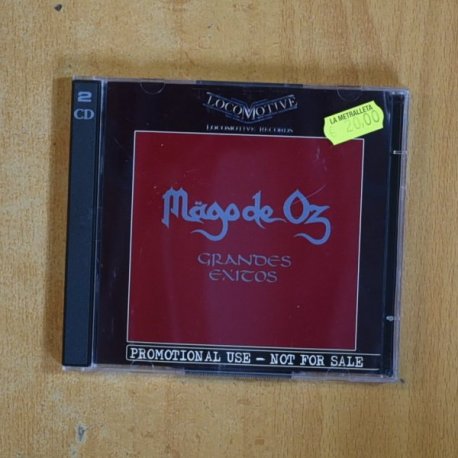 2
CD
LOCOMOTIVE
LOCOMOTIVE RECORDS
LA METRALLETA
20,00
Mägo de Oz
GRANDES
EXITOS
PROMOTIONAL USE – NOT FOR SALE